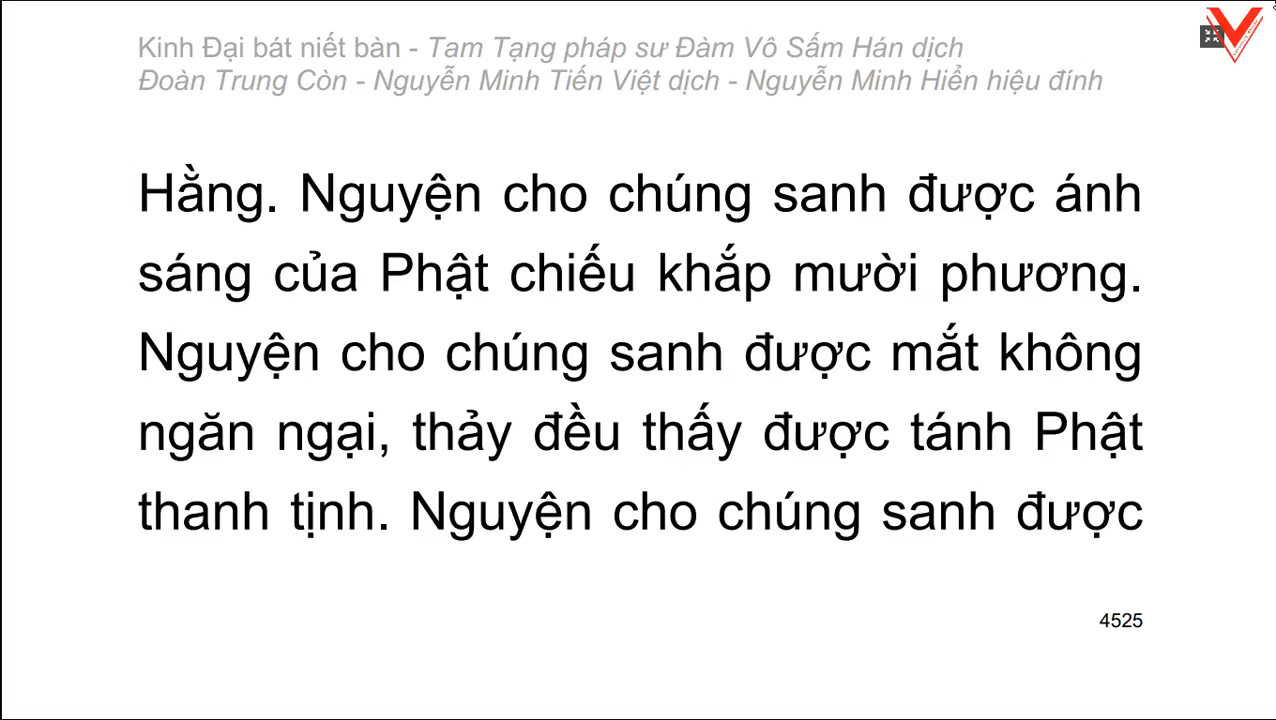 Kinh Đại bát niết bàn - Tam Tạng pháp sư Đàm Vô Sấm Hán dịch
Đoàn Trung Còn - Nguyễn Minh Tiến Việt dịch - Nguyễn Minh Hiển hiệu đính
Hằng. Nguyện cho chúng sanh được ánh
sáng của Phật chiếu khắp mười phương.
Nguyện cho chúng sanh được mắt không
ngăn ngại, thảy đều thấy được tánh Phật
thanh tịnh. Nguyện cho chúng sanh được
4525